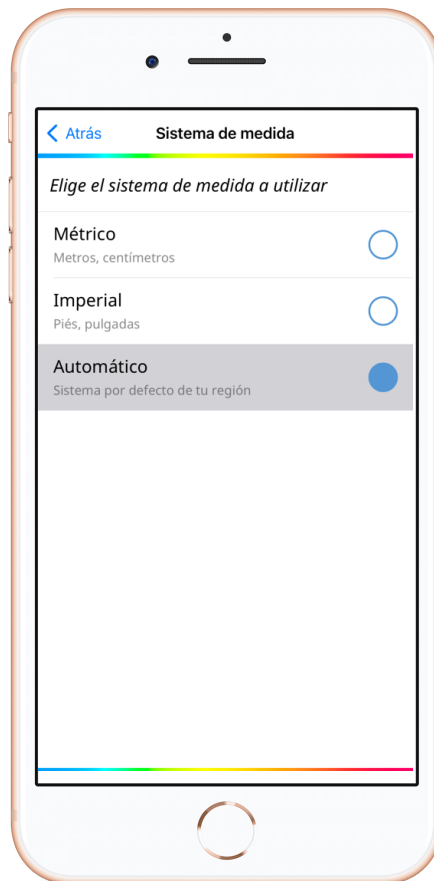 Atrás
Sistema de medida
Elige el sistema de medida a utilizar
Métrico
Metros, centímetros
Imperial
Piés, pulgadas
Automático
Sistema por defecto de tu región